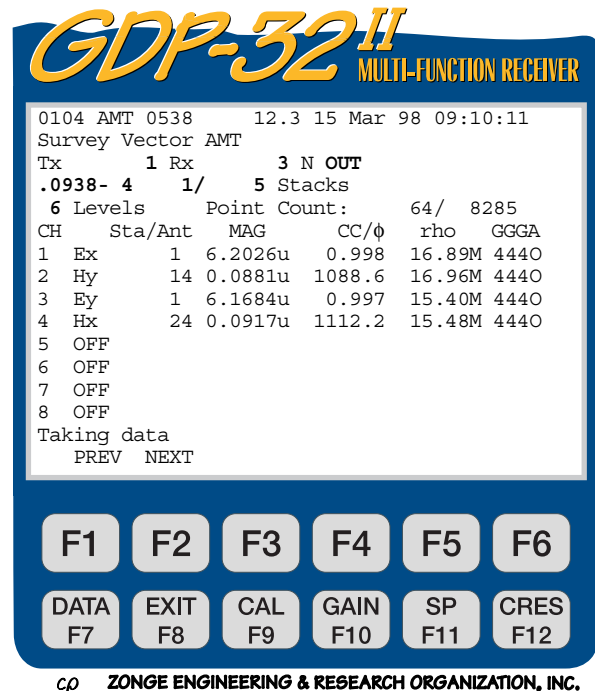 GDP-32 II
MULTI-FUNCTION RECEIVER
0104 AMT 0538 12.3 15 Mar 98 09:10:11
Survey Vector AMT
Tx 1 Rx 3 N OUT
.0938- 4 1/ 5 Stacks
6 Levels Point Count: 64/ 8285
CH Sta/Ant MAG CC/ϕ rho GGGA
1 Ex 1 6.2026u 0.998 16.89M 444O
2 Hy 14 0.0881u 1088.6 16.96M 444O
3 Ey 1 6.1684u 0.997 15.40M 444O
4 Hx 24 0.0917u 1112.2 15.48M 444O
5 OFF
6 OFF
7 OFF
8 OFF
Taking data
PREV NEXT
F1 F2 F3 F4 F5 F6
DATA EXIT CAL GAIN SP CRES
F7 F8 F9 F10 F11 F12
ZONGE ENGINEERING & RESEARCH ORGANIZATION, INC.